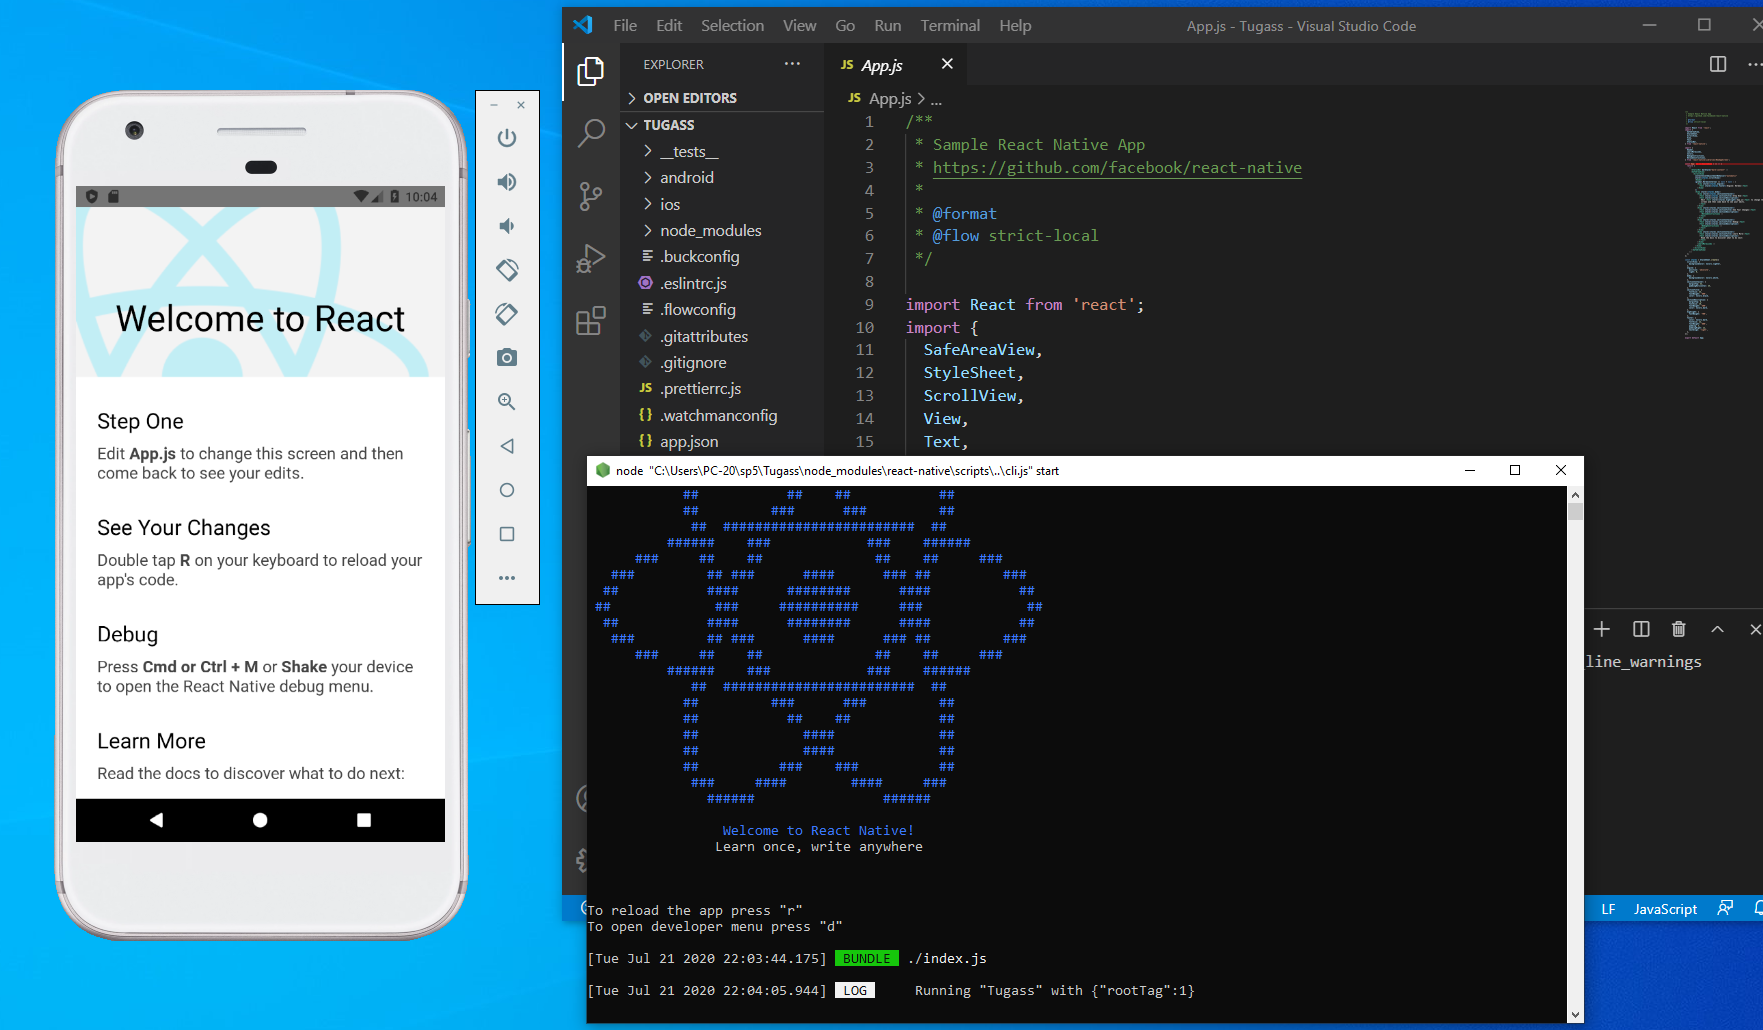 10:04
Welcome to React
Step One
Edit App.js to change this screen and then
come back to see your edits.
See Your Changes
Double tap R on your keyboard to reload your
app's code.
Debug
Press Cmd or Ctrl + M or Shake your device
to open the React Native debug menu.
Learn More
Read the docs to discover what to do next:
File Edit Selection View Go Run Terminal Help
App.js - Tugass - Visual Studio Code
EXPLORER
OPEN EDITORS
TUGASS
__tests__
android
ios
node_modules
.buckconfig
.eslintrc.js
.flowconfig
.gitattributes
.gitignore
JS .prettierrc.js
{} .watchmanconfig
{} app.json
JS App.js
JS App.js > ...
1 /**
2  * Sample React Native App
3  * https://github.com/facebook/react-native
4  *
5  * @format
6  * @flow strict-local
7  */
8
9 import React from 'react';
10 import {
11   SafeAreaView,
12   StyleSheet,
13   ScrollView,
14   View,
15   Text,
line_warnings
LF JavaScript
node "C:\Users\PC-20\sp5\Tugass\node_modules\react-native\scripts\..\cli.js" start
Welcome to React Native!
Learn once, write anywhere
To reload the app press "r"
To open developer menu press "d"
[Tue Jul 21 2020 22:03:44.175] BUNDLE ./index.js
[Tue Jul 21 2020 22:04:05.944] LOG Running "Tugass" with {"rootTag":1}